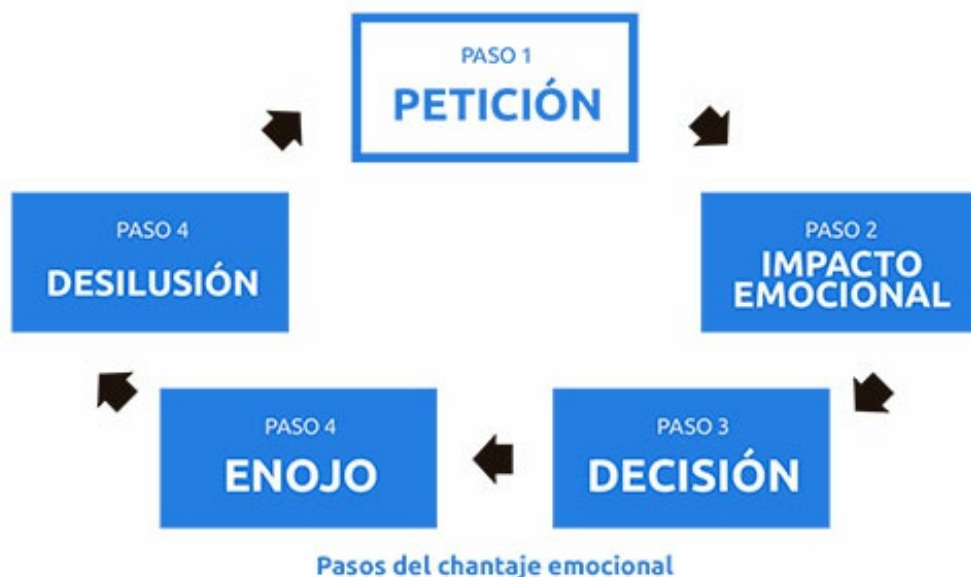 PASO 1
PETICIÓN
PASO 2
IMPACTO
EMOCIONAL
PASO 3
DECISIÓN
PASO 4
ENOJO
PASO 4
DESILUSIÓN
Pasos del chantaje emocional